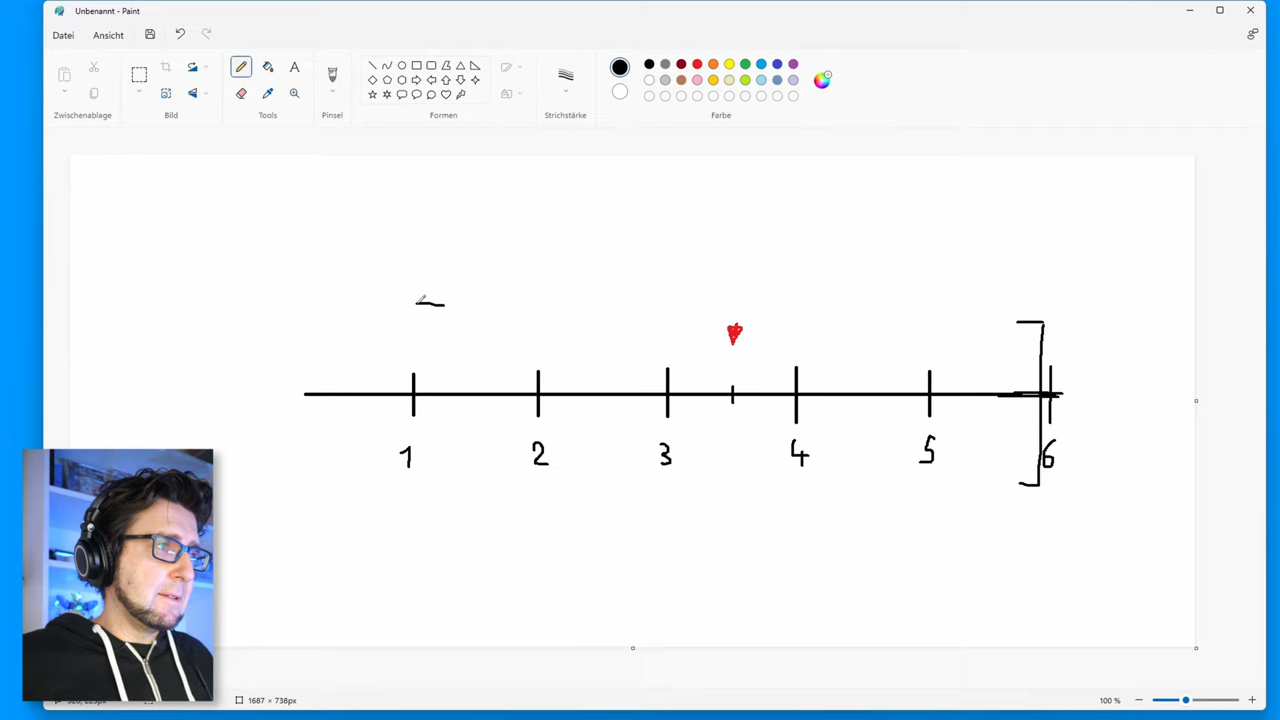 Unbenannt - Paint
Datei Ansicht
Zwischenablage Bild Tools Pinsel Formen Strichstärke Farbe
1 2 3 4 5 6
1687 × 738px
100 %